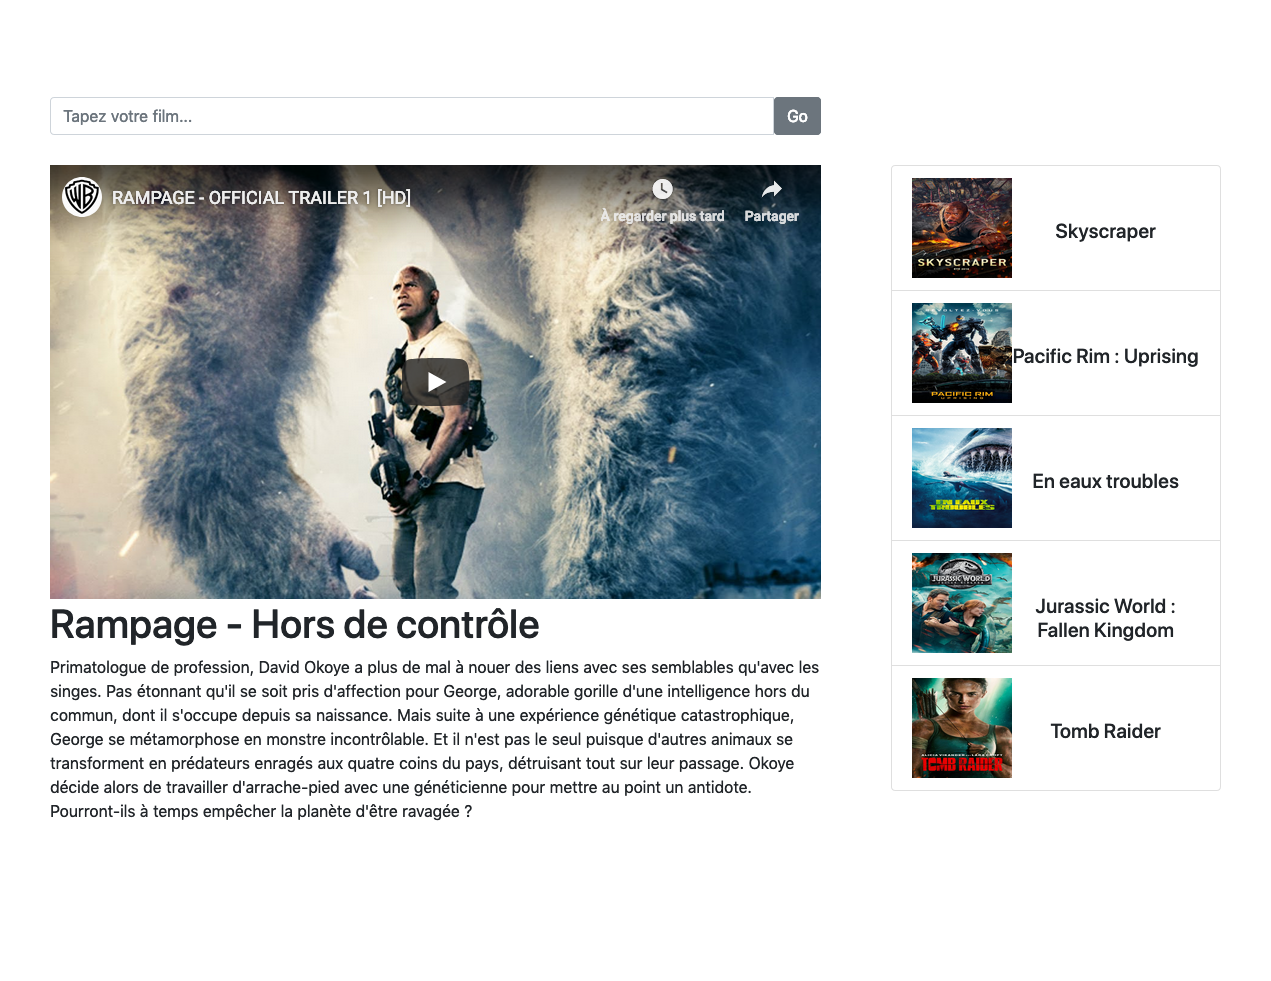 Tapez votre film...
Go
WB
RAMPAGE - OFFICIAL TRAILER 1 [HD]
À regarder plus tard
Partager
Rampage - Hors de contrôle
Primatologue de profession, David Okoye a plus de mal à nouer des liens avec ses semblables qu'avec les
singes. Pas étonnant qu'il se soit pris d'affection pour George, adorable gorille d'une intelligence hors du
commun, dont il s'occupe depuis sa naissance. Mais suite à une expérience génétique catastrophique,
George se métamorphose en monstre incontrôlable. Et il n'est pas le seul puisque d'autres animaux se
transforment en prédateurs enragés aux quatre coins du pays, détruisant tout sur leur passage. Okoye
décide alors de travailler d'arrache-pied avec une généticienne pour mettre au point un antidote.
Pourront-ils à temps empêcher la planète d'être ravagée ?
SKYSCRAPER
Skyscraper
PACIFIC RIM
UPRISING
Pacific Rim : Uprising
EN EAUX
TROUBLES
En eaux troubles
JURASSIC WORLD
FALLEN KINGDOM
Jurassic World :
Fallen Kingdom
TOMB RAIDER
Tomb Raider